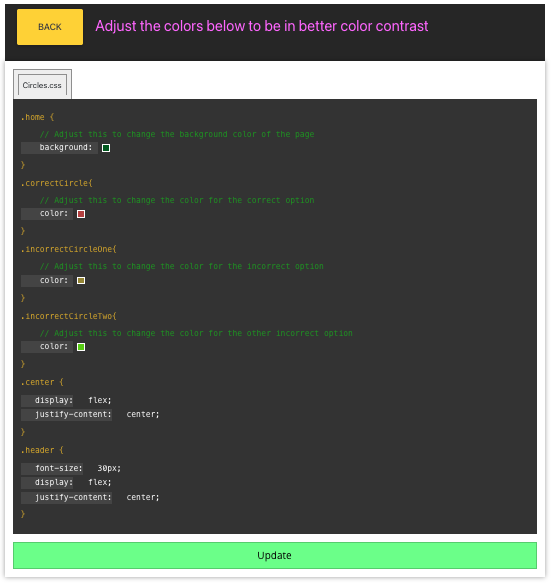 BACK
Adjust the colors below to be in better color contrast
Circles.css
.home {
// Adjust this to change the background color of the page
background:
}
.correctCircle{
// Adjust this to change the color for the correct option
color:
}
.incorrectCircleOne{
// Adjust this to change the color for the incorrect option
color:
}
.incorrectCircleTwo{
// Adjust this to change the color for the other incorrect option
color:
}
.center {
display: flex;
justify-content: center;
}
.header {
font-size: 30px;
display: flex;
justify-content: center;
}
Update